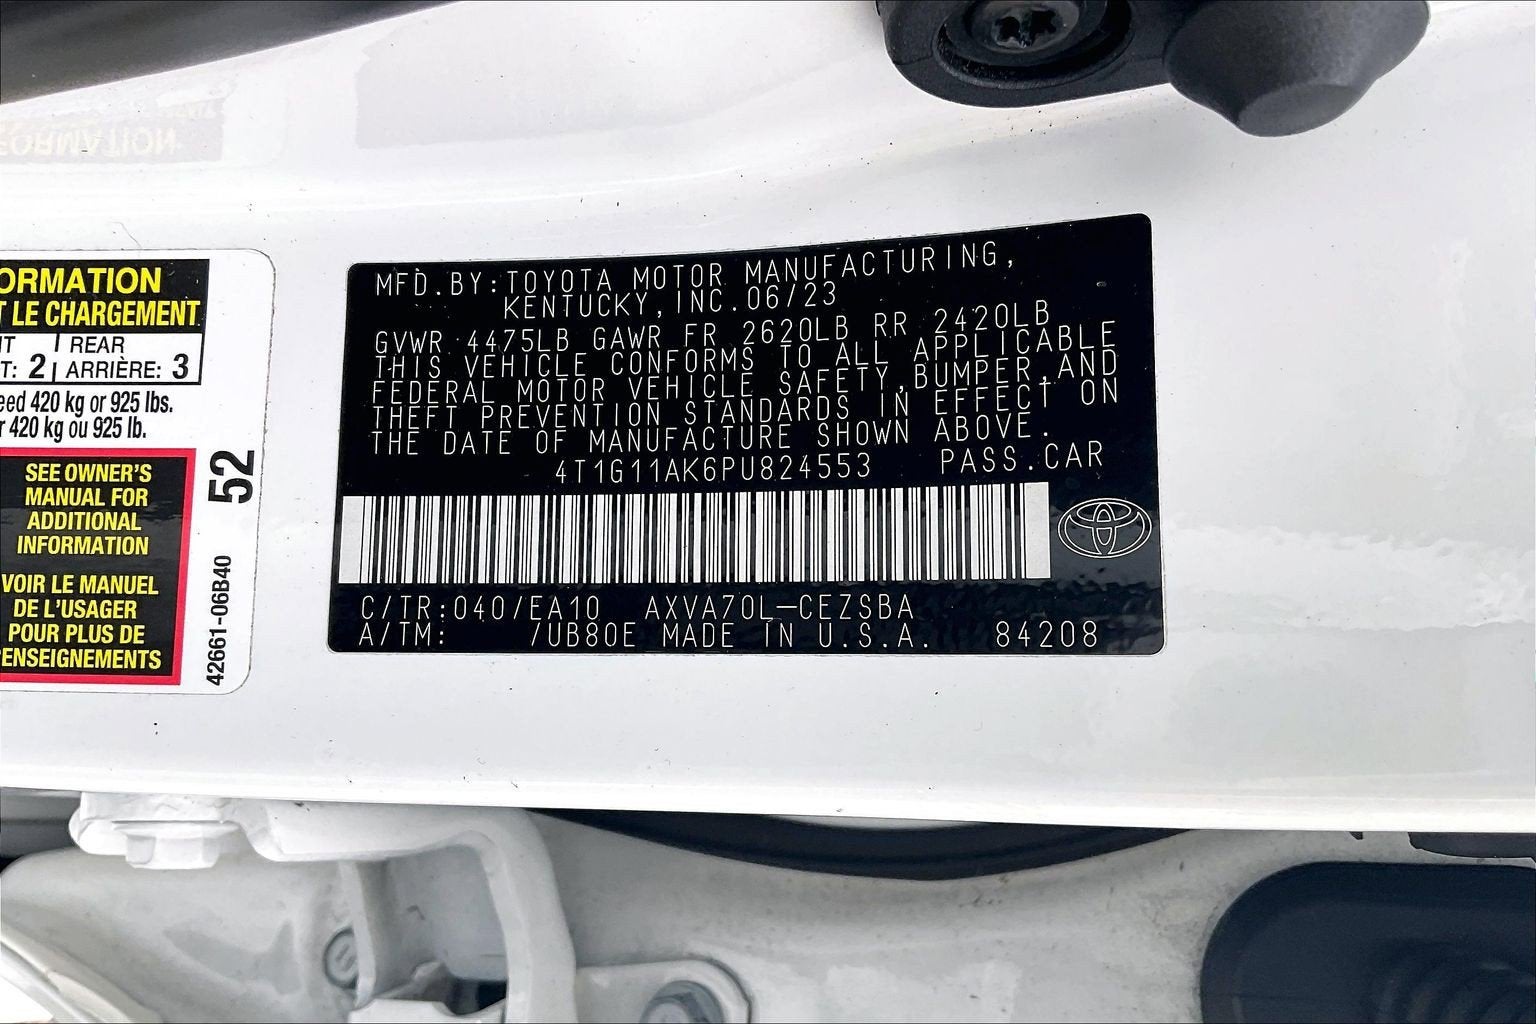 ORMATION
T LE CHARGEMENT
REAR
T: 2 ARRIÈRE: 3
eed 420 kg or 925 lbs.
r 420 kg ou 925 lb.
SEE OWNER'S
MANUAL FOR
ADDITIONAL
INFORMATION
VOIR LE MANUEL
DE L'USAGER
POUR PLUS DE
ENSEIGNEMENTS
52
42661-06B40
MFD.BY:TOYOTA MOTOR MANUFACTURING,
KENTUCKY,INC.06/23
GVWR 4475LB GAWR FR 2620LB RR 2420LB
THIS VEHICLE CONFORMS TO ALL APPLICABLE
FEDERAL MOTOR VEHICLE SAFETY,BUMPER,AND
THEFT PREVENTION STANDARDS IN EFFECT ON
THE DATE OF MANUFACTURE SHOWN ABOVE.
4T1G11AK6PU824553 PASS.CAR
C/TR:040/EA10 AXVA70L-CEZSBA
A/TM: /UB80E MADE IN U.S.A. 84208